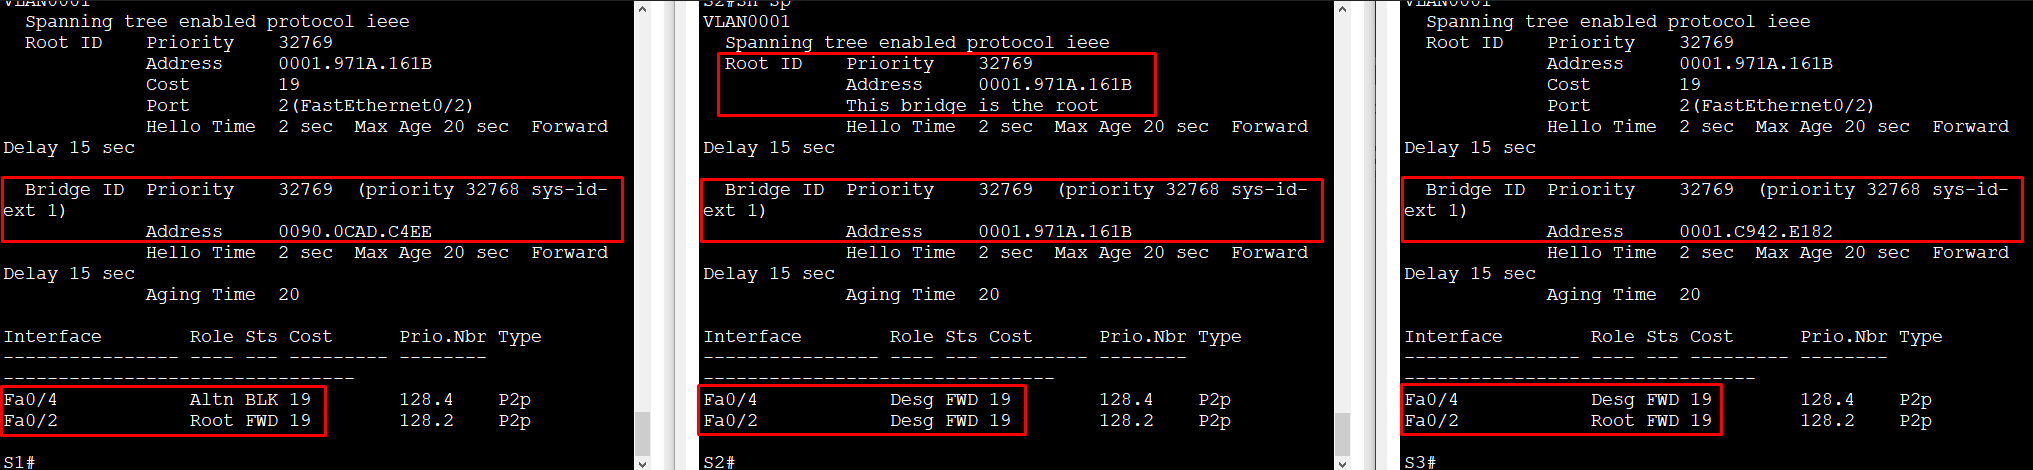 VLAN0001
  Spanning tree enabled protocol ieee
  Root ID    Priority    32769
             Address     0001.971A.161B
             Cost        19
             Port        2(FastEthernet0/2)
             Hello Time  2 sec  Max Age 20 sec  Forward
Delay 15 sec

  Bridge ID  Priority    32769  (priority 32768 sys-id-
ext 1)
             Address     0090.0CAD.C4EE
             Hello Time  2 sec  Max Age 20 sec  Forward
Delay 15 sec
             Aging Time  20

Interface        Role Sts Cost      Prio.Nbr Type
---------------- ---- --- --------- --------
--------------------------------
Fa0/4            Altn BLK 19        128.4    P2p
Fa0/2            Root FWD 19        128.2    P2p

S1#
S2#sh sp
VLAN0001
  Spanning tree enabled protocol ieee
  Root ID    Priority    32769
             Address     0001.971A.161B
             This bridge is the root
             Hello Time  2 sec  Max Age 20 sec  Forward
Delay 15 sec

  Bridge ID  Priority    32769  (priority 32768 sys-id-
ext 1)
             Address     0001.971A.161B
             Hello Time  2 sec  Max Age 20 sec  Forward
Delay 15 sec
             Aging Time  20

Interface        Role Sts Cost      Prio.Nbr Type
---------------- ---- --- --------- --------
--------------------------------
Fa0/4            Desg FWD 19        128.4    P2p
Fa0/2            Desg FWD 19        128.2    P2p

S2#
VLAN0001
  Spanning tree enabled protocol ieee
  Root ID    Priority    32769
             Address     0001.971A.161B
             Cost        19
             Port        2(FastEthernet0/2)
             Hello Time  2 sec  Max Age 20 sec  Forward
Delay 15 sec

  Bridge ID  Priority    32769  (priority 32768 sys-id-
ext 1)
             Address     0001.C942.E182
             Hello Time  2 sec  Max Age 20 sec  Forward
Delay 15 sec
             Aging Time  20

Interface        Role Sts Cost      Prio.Nbr Type
---------------- ---- --- --------- --------
--------------------------------
Fa0/4            Desg FWD 19        128.4    P2p
Fa0/2            Root FWD 19        128.2    P2p

S3#